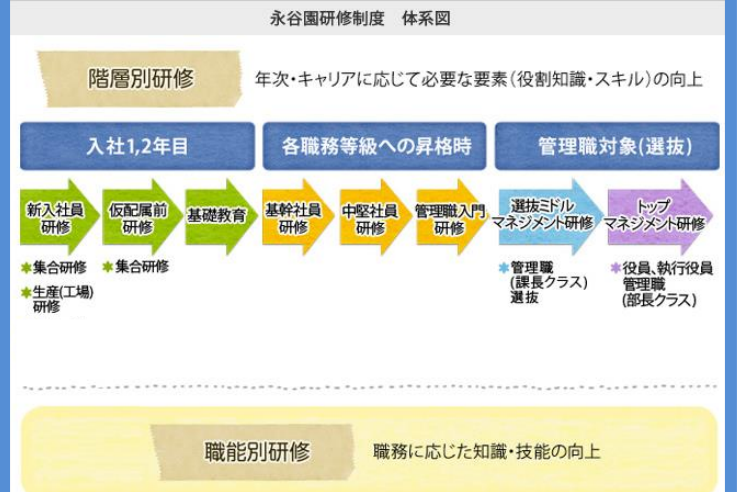 永谷園研修制度　体系図
階層別研修
年次・キャリアに応じて必要な要素(役割知識・スキル)の向上
入社1,2年目
各職務等級への昇格時
管理職対象(選抜)
新入社員
研修
仮配属前
研修
基礎教育
基幹社員
研修
中堅社員
研修
管理職入門
研修
選抜ミドル
マネジメント研修
トップ
マネジメント研修
＊集合研修
＊生産(工場)
研修
＊集合研修
＊管理職
(課長クラス)
選抜
＊役員、執行役員
管理職
(部長クラス)
職能別研修
職務に応じた知識・技能の向上